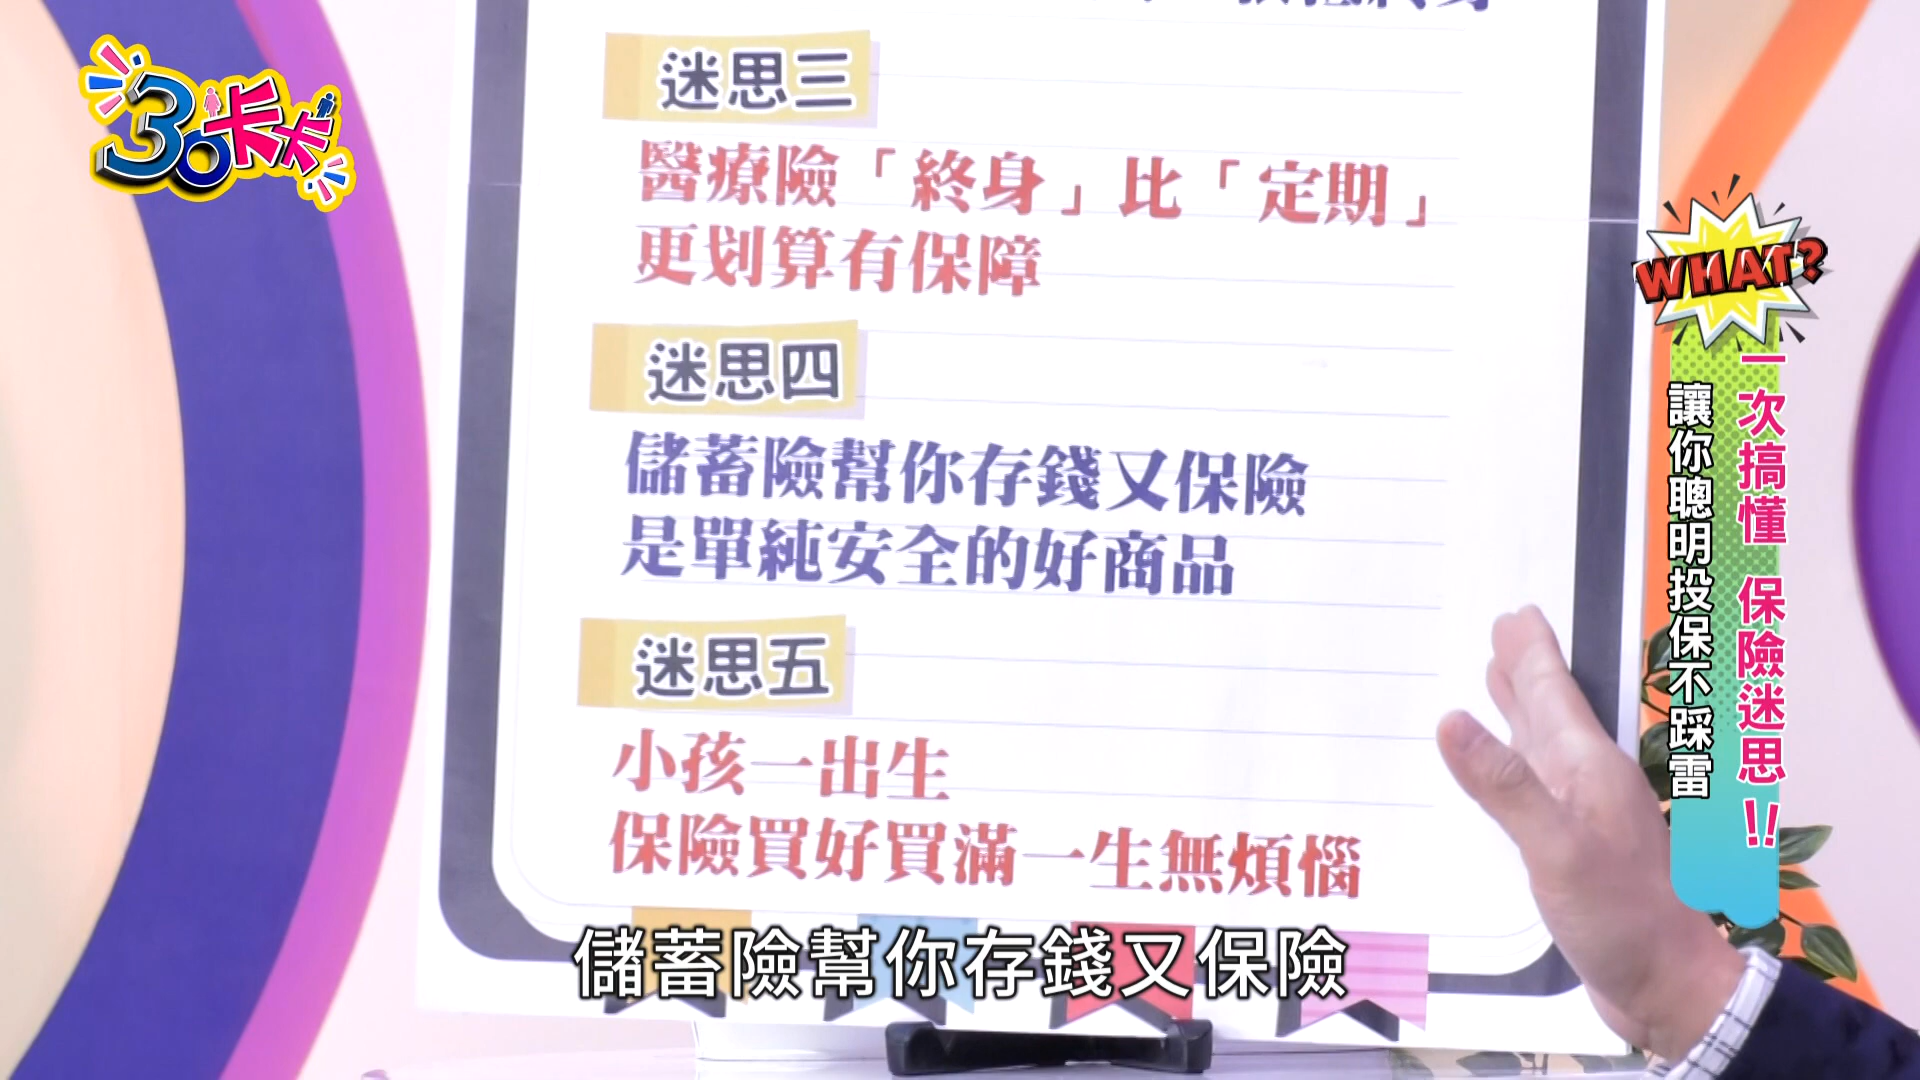 30卡卡
迷思三
醫療險「終身」比「定期」
更划算有保障
迷思四
儲蓄險幫你存錢又保險
是單純安全的好商品
迷思五
小孩一出生
保險買好買滿一生無煩惱
WHAT?
一次搞懂 保險迷思!!
讓你聰明投保不踩雷
儲蓄險幫你存錢又保險